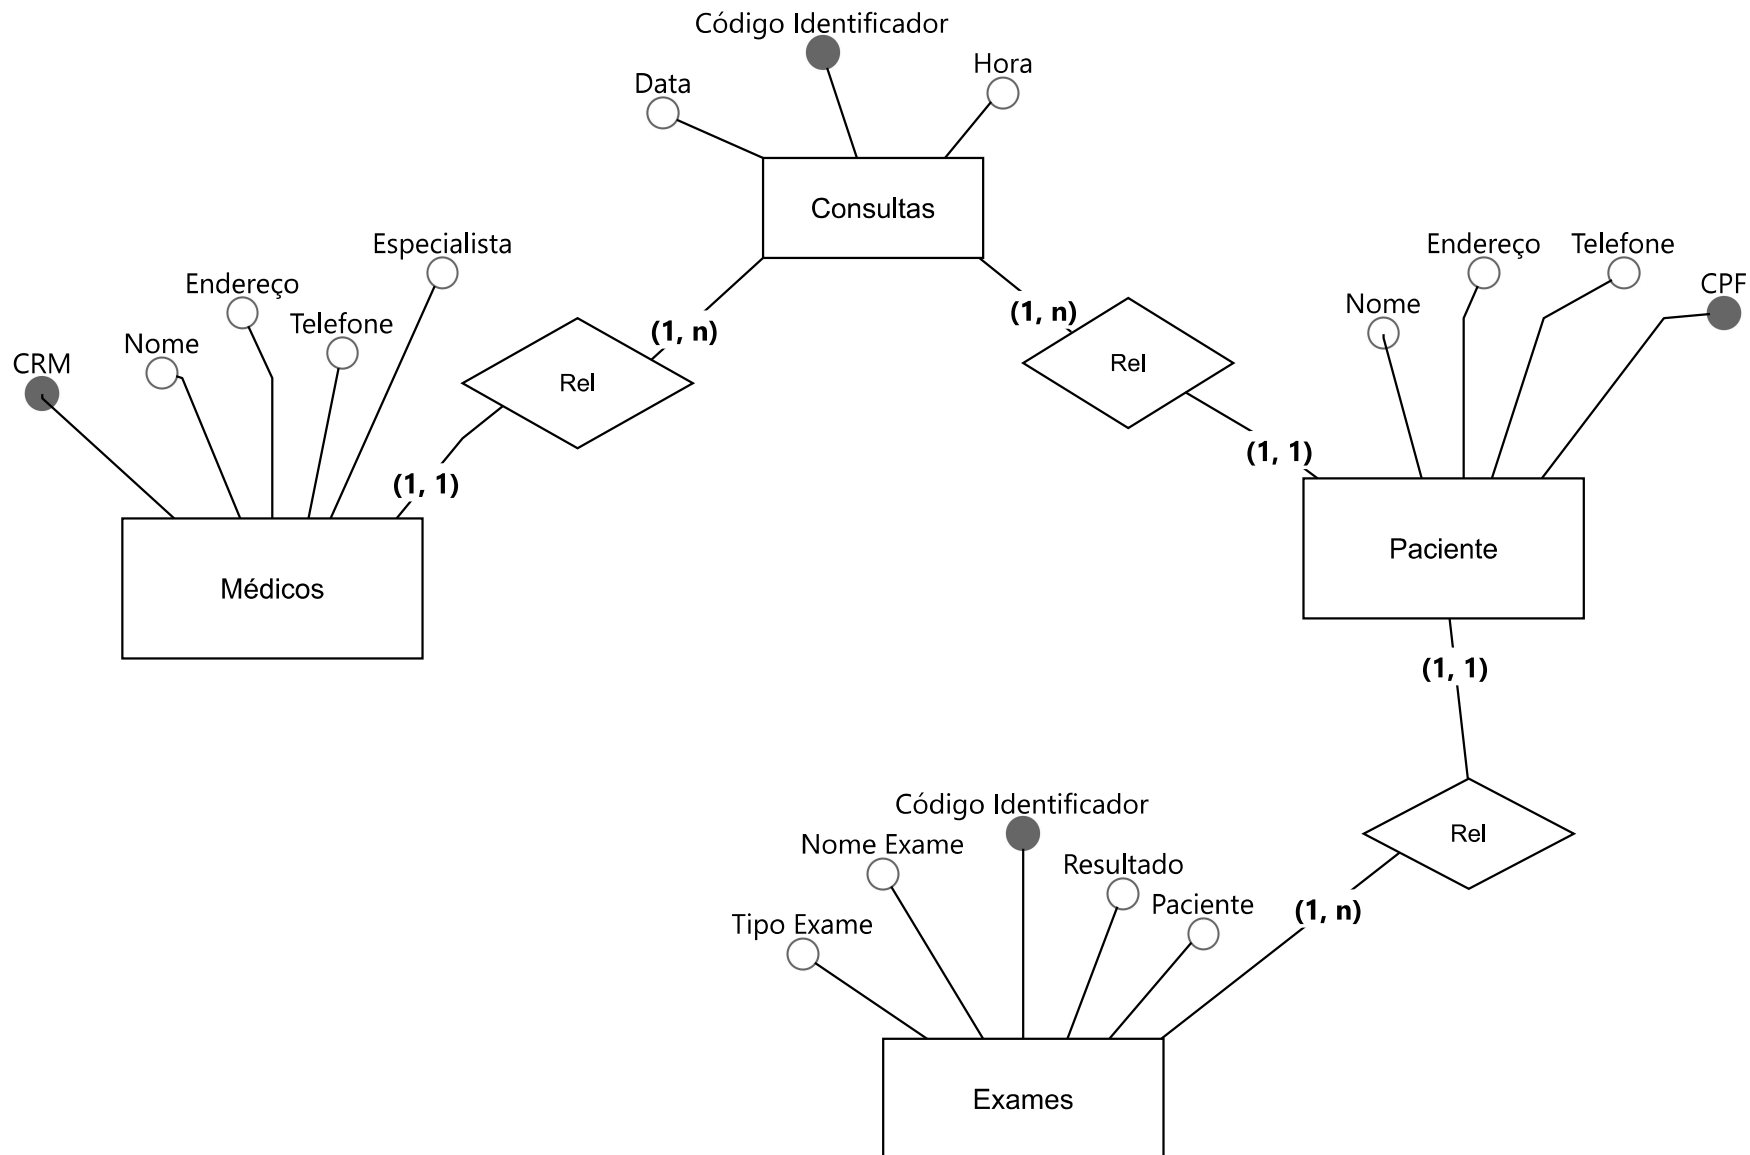 Código Identificador
Data
Hora
Consultas
Especialista
Endereço
Telefone
Nome
CRM
(1, n)
Rel
(1, 1)
Médicos
(1, n)
Rel
(1, 1)
Endereço
Telefone
Nome
CPF
Paciente
(1, 1)
Rel
(1, n)
Código Identificador
Nome Exame
Resultado
Paciente
Tipo Exame
Exames